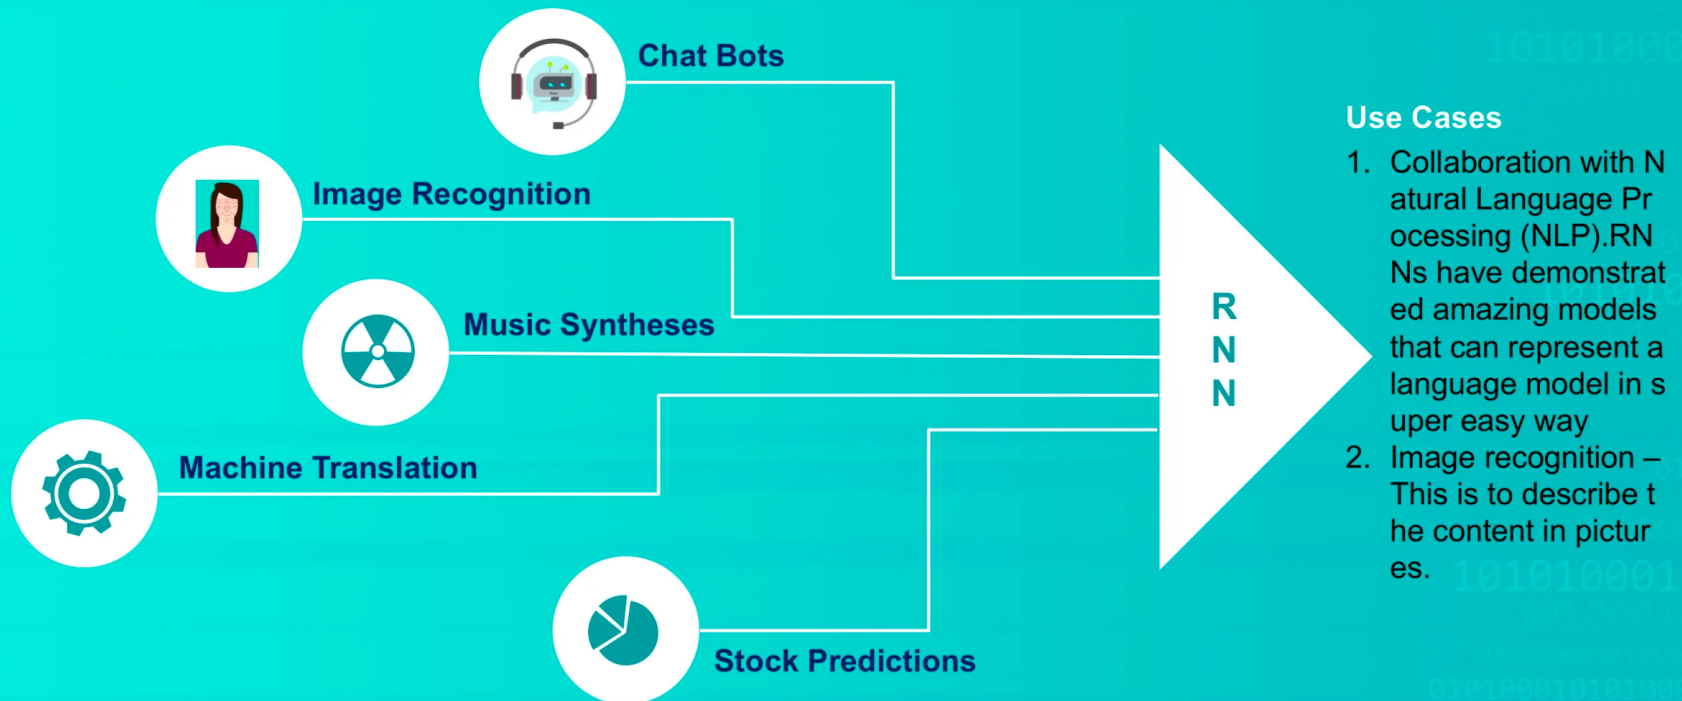 Chat Bots
Image Recognition
Music Syntheses
Machine Translation
Stock Predictions
R
N
N
Use Cases
1. Collaboration with N
atural Language Pr
ocessing (NLP).RN
Ns have demonstrat
ed amazing models
that can represent a
language model in s
uper easy way
2. Image recognition –
This is to describe t
he content in pictur
es.